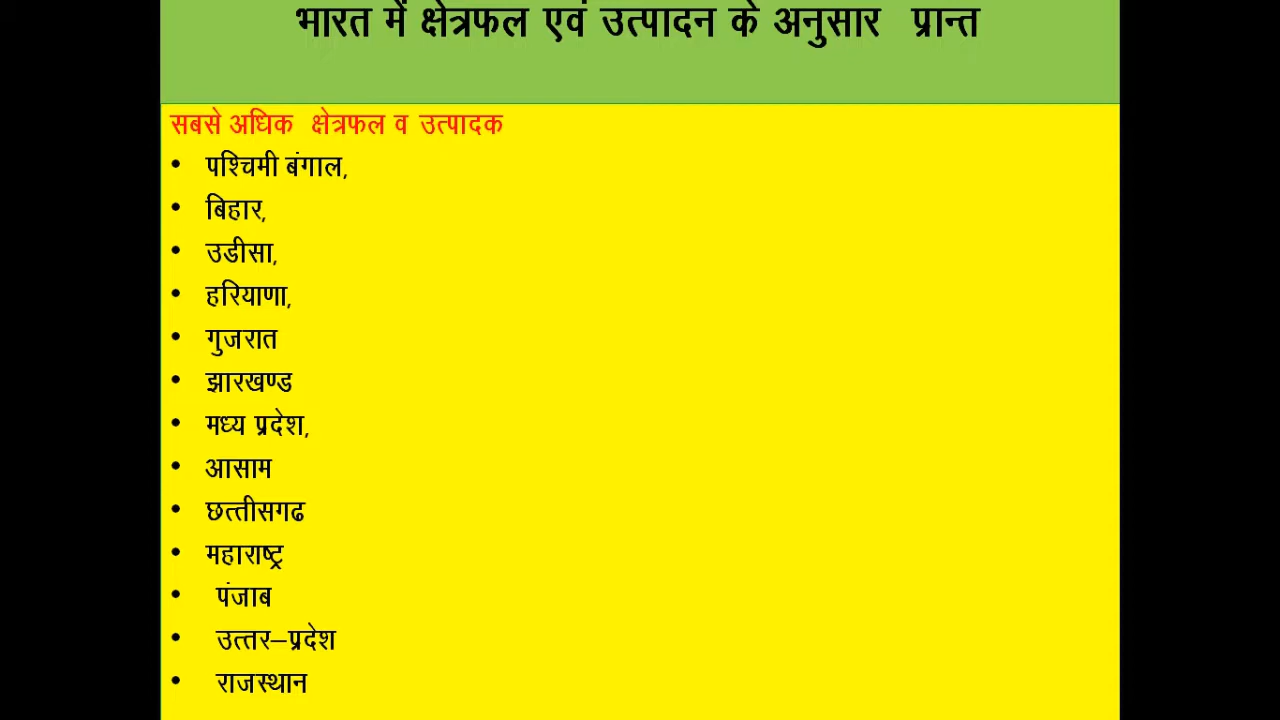 भारत में क्षेत्रफल एवं उत्पादन के अनुसार प्रान्त
सबसे अधिक क्षेत्रफल व उत्पादक
• पश्चिमी बंगाल,
• बिहार,
• उडीसा,
• हरियाणा,
• गुजरात
• झारखण्ड
• मध्य प्रदेश,
• आसाम
• छत्तीसगढ
• महाराष्ट्र
• पंजाब
• उत्तर–प्रदेश
• राजस्थान